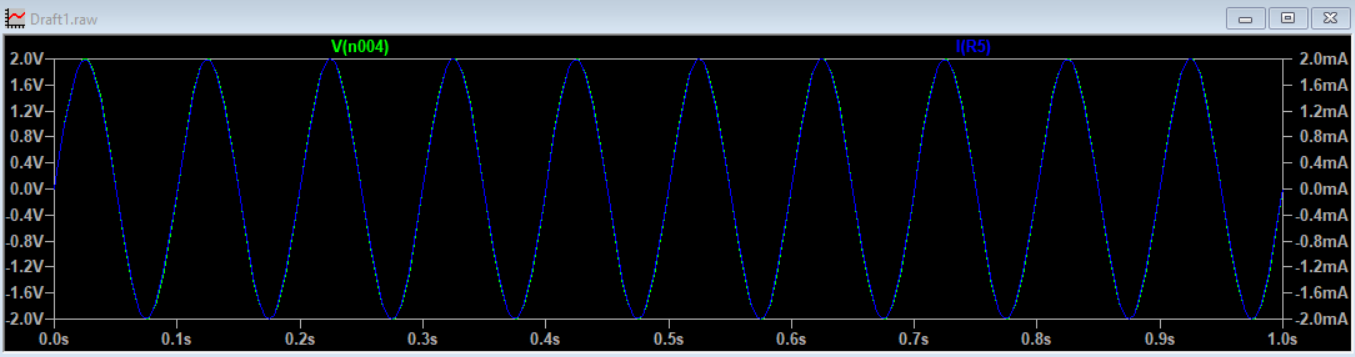 Draft1.raw
V(n004) I(R5)
2.0V 2.0mA
1.6V 1.6mA
1.2V 1.2mA
0.8V 0.8mA
0.4V 0.4mA
0.0V 0.0mA
-0.4V -0.4mA
-0.8V -0.8mA
-1.2V -1.2mA
-1.6V -1.6mA
-2.0V -2.0mA
0.0s 0.1s 0.2s 0.3s 0.4s 0.5s 0.6s 0.7s 0.8s 0.9s 1.0s